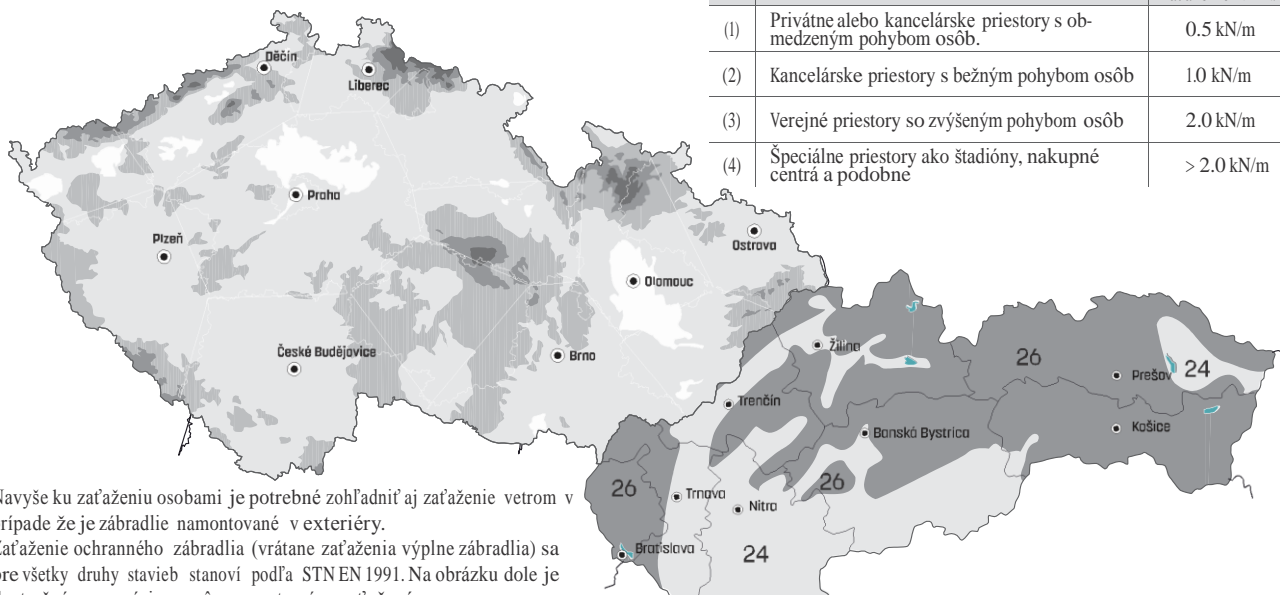 (1) Privátne alebo kancelárske priestory s ob-
medzeným pohybom osôb. 0.5 kN/m
(2) Kancelárske priestory s bežným pohybom osôb 1.0 kN/m
(3) Verejné priestory so zvýšeným pohybom osôb 2.0 kN/m
(4) Špeciálne priestory ako štadióny, nakupné
centrá a podobne > 2.0 kN/m
Děčín
Liberec
Praha
Plzeň
Ostrava
Olomouc
České Budějovice
Brno
Žilina
26
Prešov
24
Trenčín
Banská Bystrica
Košice
26
26
Trnava
Nitra
Bratislava
24
Navyše ku zaťaženiu osobami je potrebné zohľadniť aj zaťaženie vetrom v
prípade že je zábradlie namontované v exteriéry.
Zaťaženie ochranného zábradlia (vrátane zaťaženia výplne zábradlia) sa
pre všetky druhy stavieb stanoví podľa STN EN 1991. Na obrázku dole je